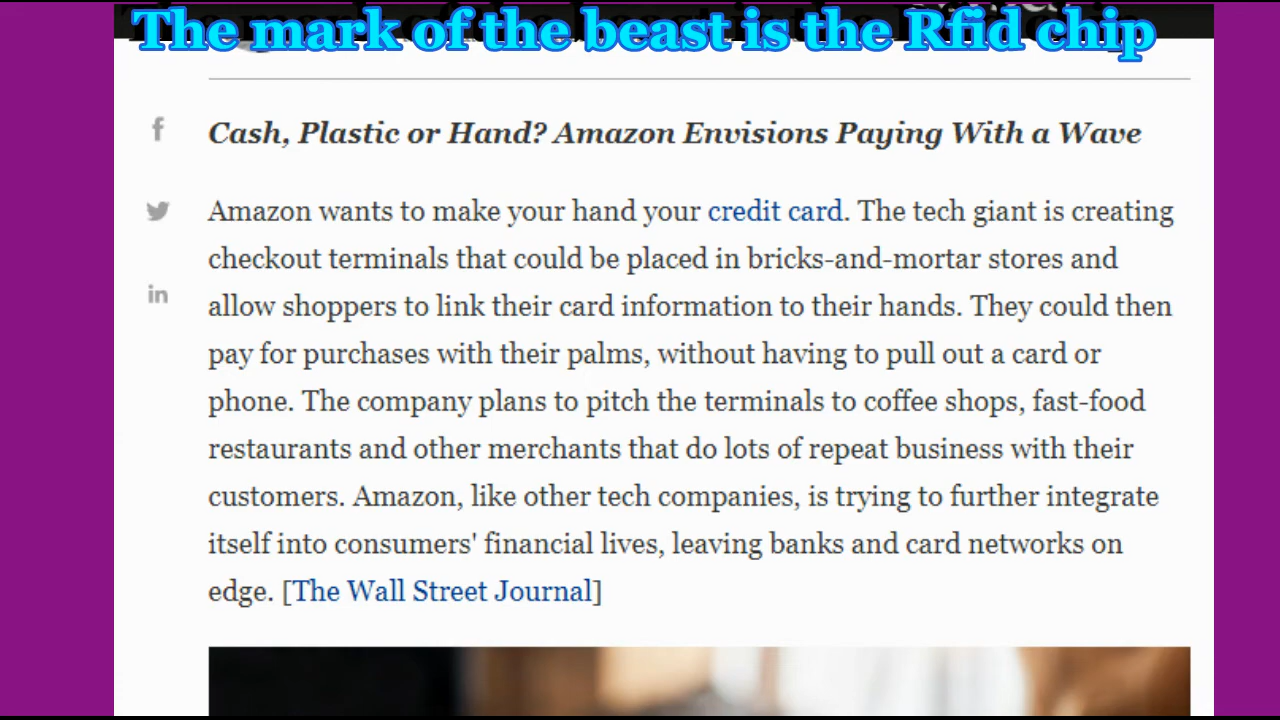 The mark of the beast is the Rfid chip
Cash, Plastic or Hand? Amazon Envisions Paying With a Wave
Amazon wants to make your hand your credit card. The tech giant is creating
checkout terminals that could be placed in bricks-and-mortar stores and
allow shoppers to link their card information to their hands. They could then
pay for purchases with their palms, without having to pull out a card or
phone. The company plans to pitch the terminals to coffee shops, fast-food
restaurants and other merchants that do lots of repeat business with their
customers. Amazon, like other tech companies, is trying to further integrate
itself into consumers' financial lives, leaving banks and card networks on
edge. [The Wall Street Journal]